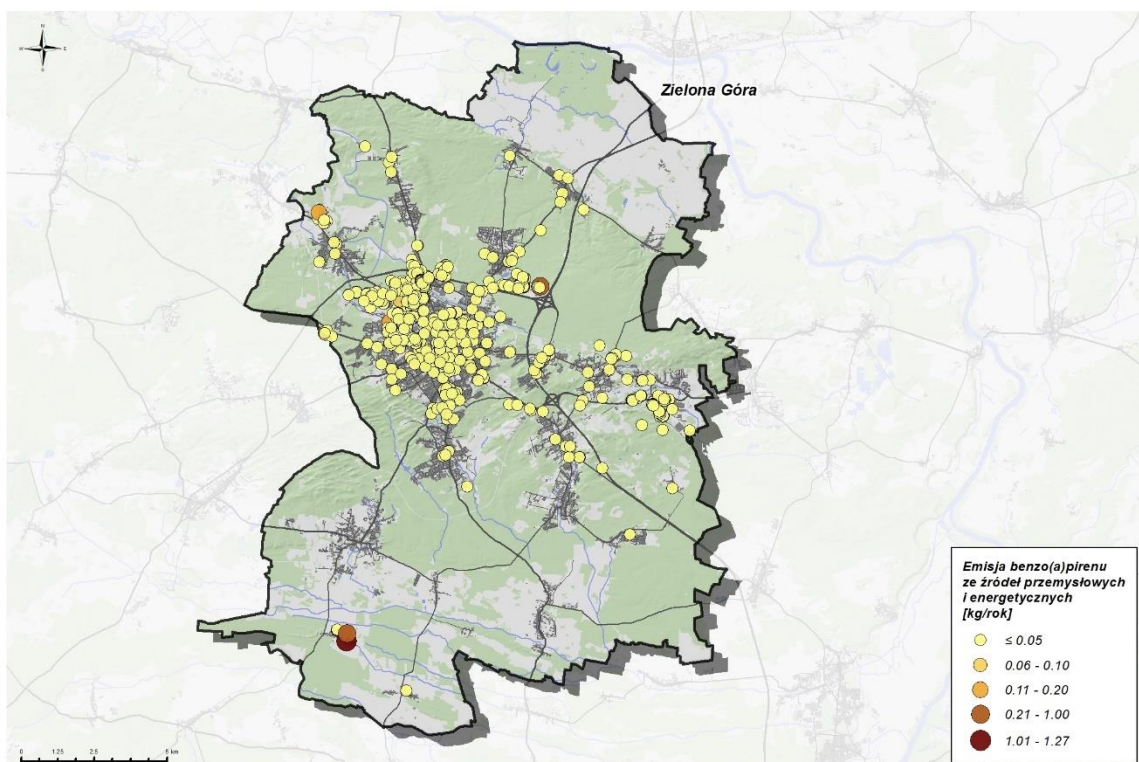 N
W E
S
Zielona Góra
Emisja benzo(a)pirenu
ze źródeł przemysłowych
i energetycznych
[kg/rok]
≤ 0.05
0.06 - 0.10
0.11 - 0.20
0.21 - 1.00
1.01 - 1.27
0 1.25 2.5 5 km